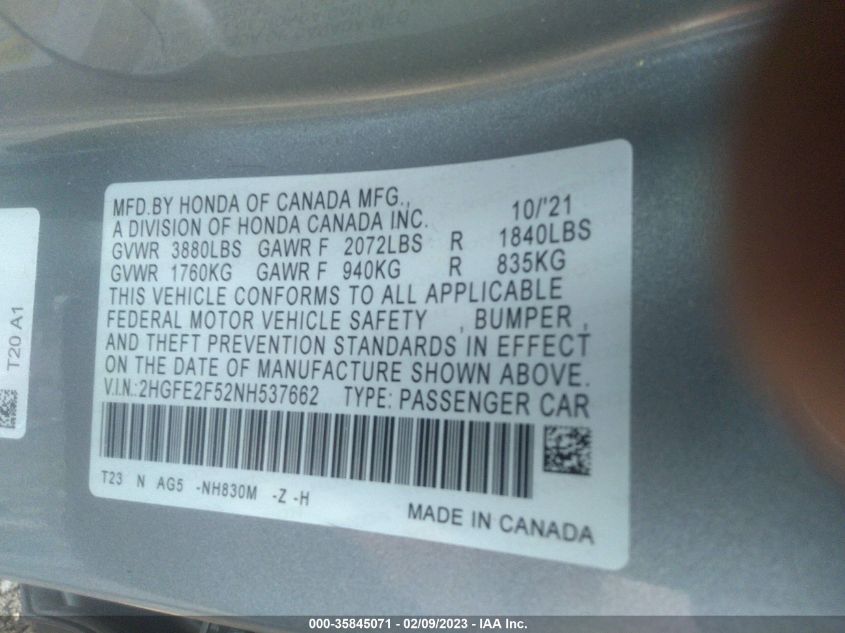 MFD.BY HONDA OF CANADA MFG., 10/'21
A DIVISION OF HONDA CANADA INC.
GVWR 3880LBS GAWR F 2072LBS R 1840LBS
GVWR 1760KG GAWR F 940KG R 835KG
THIS VEHICLE CONFORMS TO ALL APPLICABLE
FEDERAL MOTOR VEHICLE SAFETY , BUMPER ,
AND THEFT PREVENTION STANDARDS IN EFFECT
ON THE DATE OF MANUFACTURE SHOWN ABOVE.
V.I.N.:2HGFE2F52NH537662 TYPE: PASSENGER CAR
T23 N AG5 -NH830M -Z -H
MADE IN CANADA
T20 A1
000-35845071 - 02/09/2023 - IAA Inc.